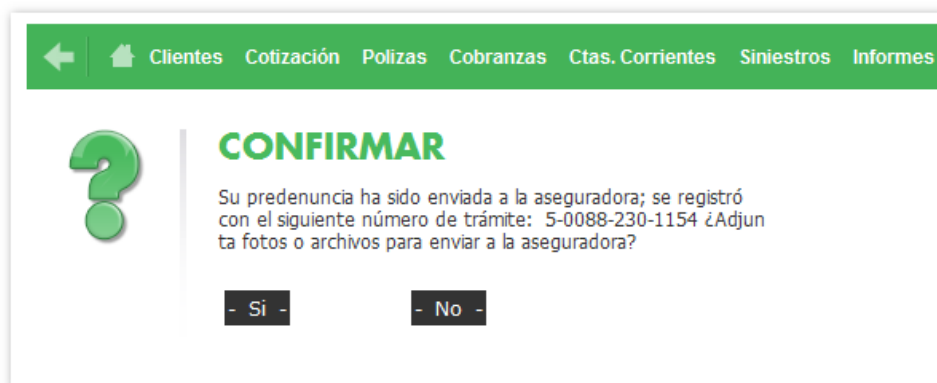 Clientes Cotización Polizas Cobranzas Ctas. Corrientes Siniestros Informes
CONFIRMAR
Su predenuncia ha sido enviada a la aseguradora; se registró
con el siguiente número de trámite: 5-0088-230-1154 ¿Adjun
ta fotos o archivos para enviar a la aseguradora?
- Si - - No -